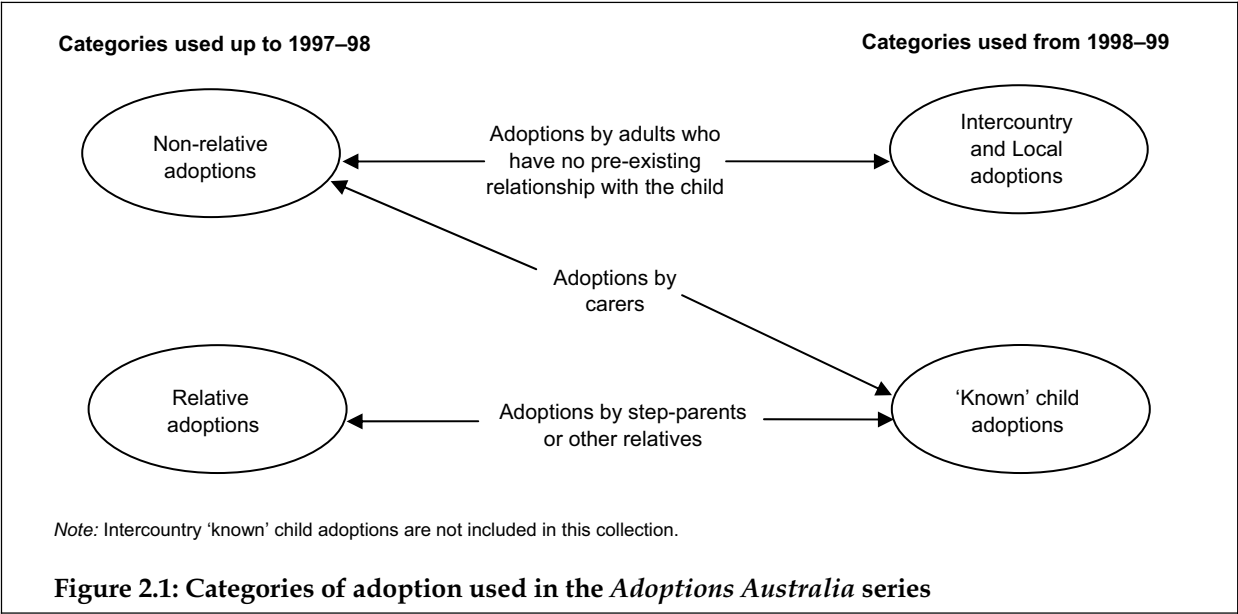 Categories used up to 1997–98
Categories used from 1998–99
Non-relative
adoptions
Adoptions by adults who
have no pre-existing
relationship with the child
Intercountry
and Local
adoptions
Adoptions by
carers
Relative
adoptions
Adoptions by step-parents
or other relatives
‘Known’ child
adoptions
Note: Intercountry ‘known’ child adoptions are not included in this collection.
Figure 2.1: Categories of adoption used in the Adoptions Australia series